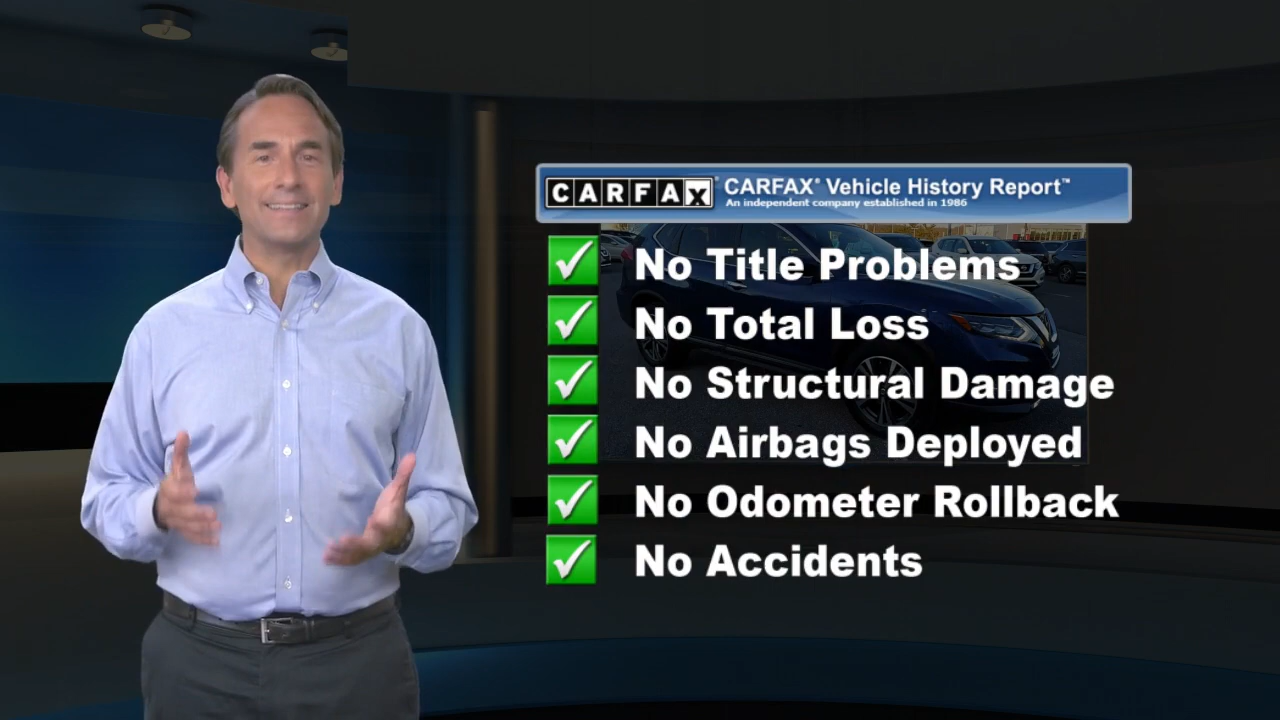 CARFAX® CARFAX® Vehicle History Report™
An independent company established in 1986
No Title Problems
No Total Loss
No Structural Damage
No Airbags Deployed
No Odometer Rollback
No Accidents